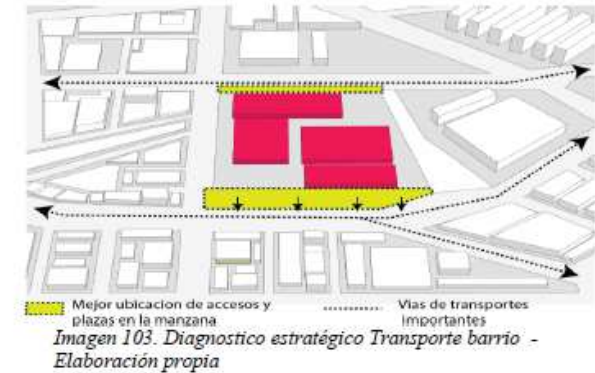 Mejor ubicacion de accesos y
plazas en la manzana
Vias de transportes
importantes
Imagen 103. Diagnostico estratégico Transporte barrio -
Elaboración propia